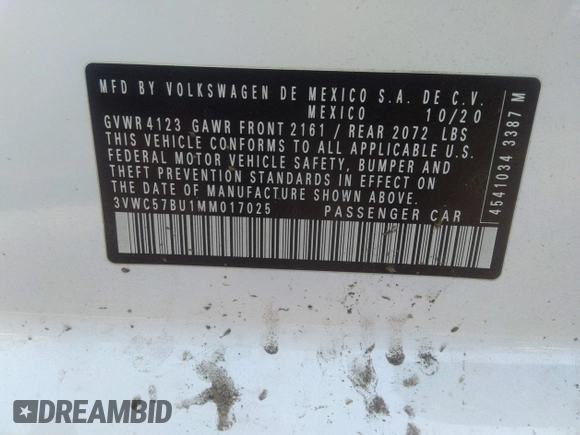 MFD BY VOLKSWAGEN DE MEXICO S.A. DE C.V.
MEXICO 10/20
GVWR 4123 GAWR FRONT 2161 / REAR 2072 LBS
THIS VEHICLE CONFORMS TO ALL APPLICABLE U.S.
FEDERAL MOTOR VEHICLE SAFETY, BUMPER AND
THEFT PREVENTION STANDARDS IN EFFECT ON THE
DATE OF MANUFACTURE SHOWN ABOVE.
3VWC57BU1MM017025 PASSENGER CAR
4541034 3387 M
DREAMBID